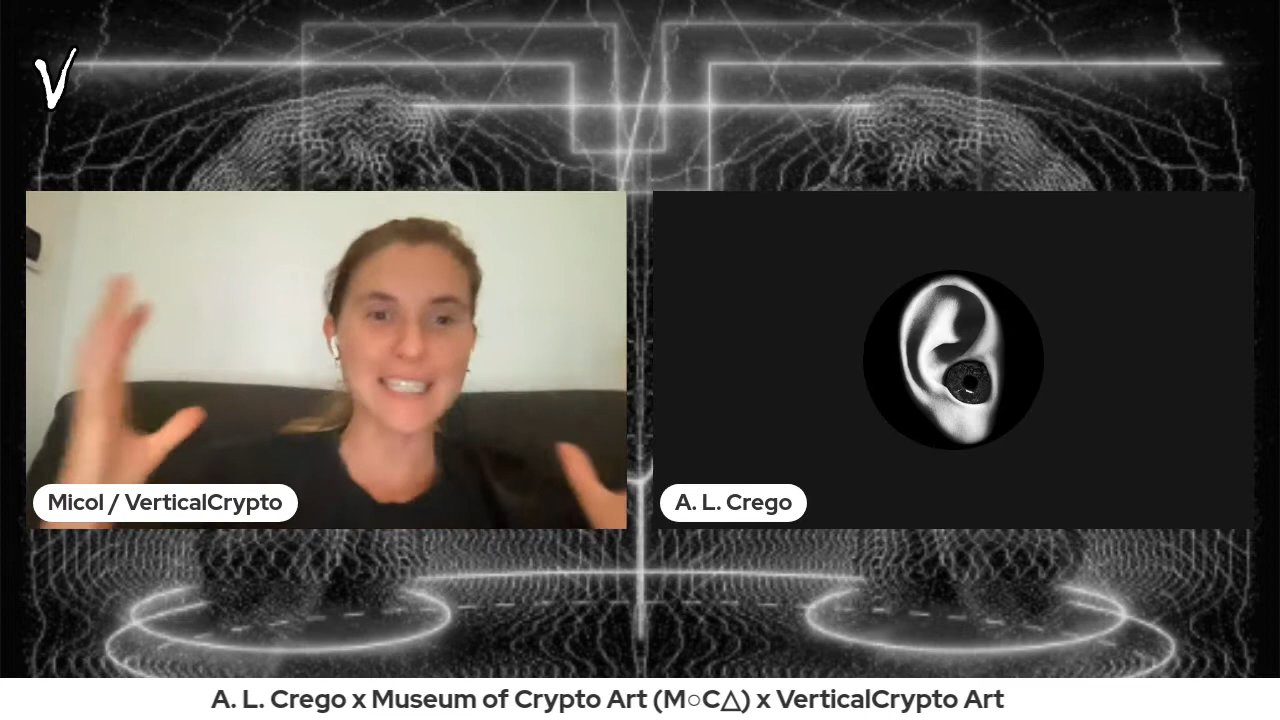 V
Micol / VerticalCrypto
A. L. Crego
A. L. Crego x Museum of Crypto Art (M○C△) x VerticalCrypto Art